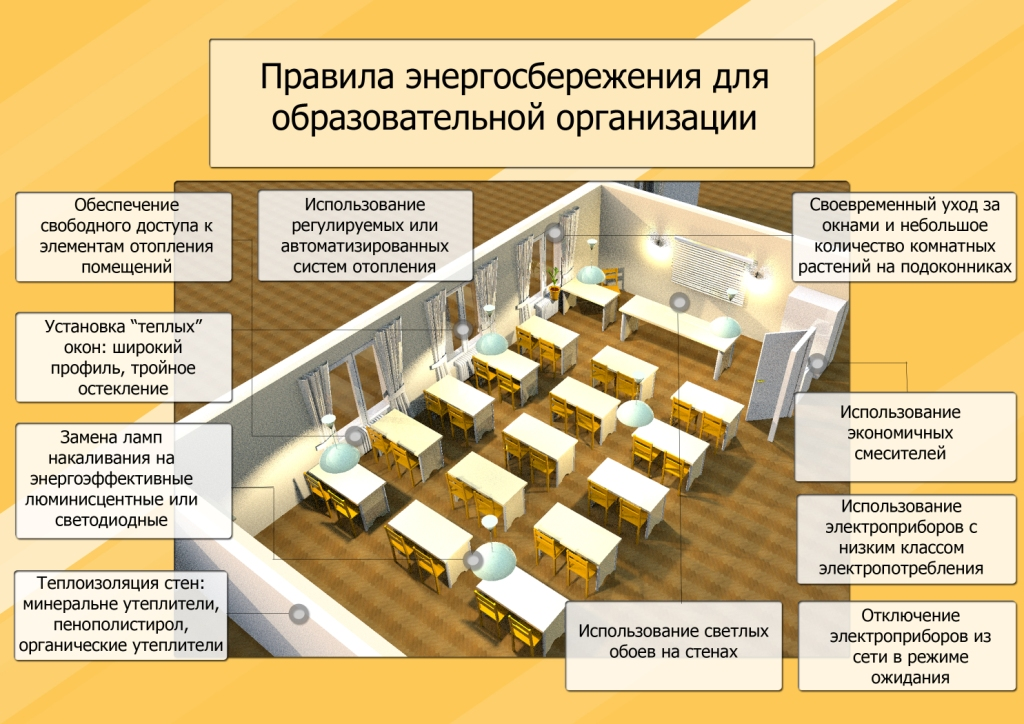 Правила энергосбережения для
образовательной организации
Обеспечение
свободного доступа к
элементам отопления
помещений
Использование
регулируемых или
автоматизированных
систем отопления
Своевременный уход за
окнами и небольшое
количество комнатных
растений на подоконниках
Установка “теплых”
окон: широкий
профиль, тройное
остекление
Замена ламп
накаливания на
энергоэффективные
люминисцентные или
светодиодные
Теплоизоляция стен:
минеральне утеплители,
пенополистирол,
органические утеплители
Использование
экономичных
смесителей
Использование
электроприборов с
низким классом
электропотребления
Использование светлых
обоев на стенах
Отключение
электроприборов из
сети в режиме
ожидания